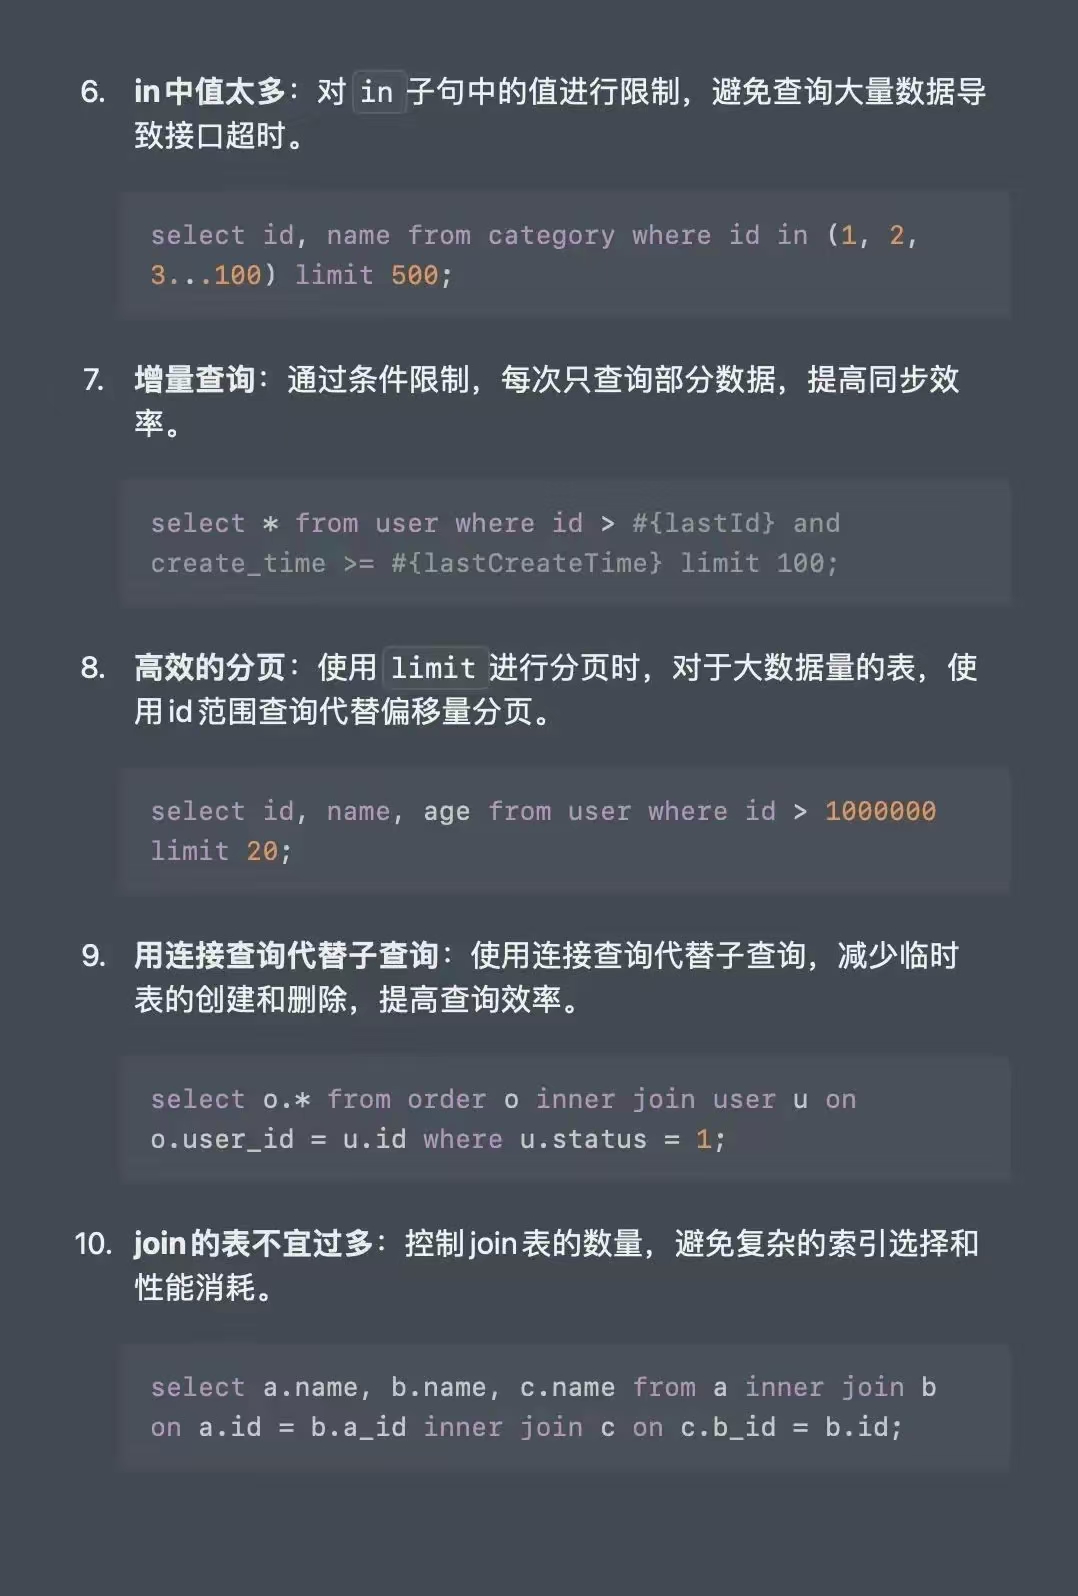 6. in中值太多：对 in 子句中的值进行限制，避免查询大量数据导
致接口超时。
select id, name from category where id in (1, 2,
3...100) limit 500;
7. 增量查询：通过条件限制，每次只查询部分数据，提高同步效
率。
select * from user where id > #{lastId} and
create_time >= #{lastCreateTime} limit 100;
8. 高效的分页：使用 limit 进行分页时，对于大数据量的表，使
用id范围查询代替偏移量分页。
select id, name, age from user where id > 1000000
limit 20;
9. 用连接查询代替子查询：使用连接查询代替子查询，减少临时
表的创建和删除，提高查询效率。
select o.* from order o inner join user u on
o.user_id = u.id where u.status = 1;
10. join的表不宜过多：控制join表的数量，避免复杂的索引选择和
性能消耗。
select a.name, b.name, c.name from a inner join b
on a.id = b.a_id inner join c on c.b_id = b.id;